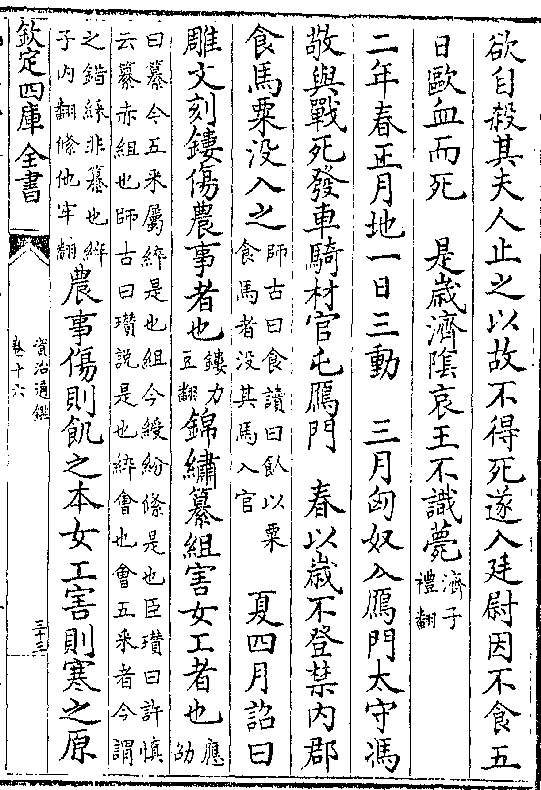 欲自殺其夫人止之以故不得死遂入廷尉因不食五
日歐血而死　是歲濟隂哀王不識薨濟子禮翻
二年春正月地一日三動　三月匈奴入鴈門太守馮
敬與戰死發車騎材官屯鴈門　春以歲不登禁内郡
食馬粟没入之師古曰食讀曰飤以粟食馬者没其馬入官　夏四月詔曰
雕文刻鏤傷農事者也鏤力豆翻錦繡纂組害女工者也應劭
曰纂今五采屬綷是也組今綬紛絛是也臣瓚曰許慎
云纂赤組也師古曰瓚説是也綷會也會五采者今謂
之錯綵非纂也綷子内翻絛他牢翻農事傷則飢之本女工害則寒之原
欽定四庫全書
資治通鑑
卷十六
三十三